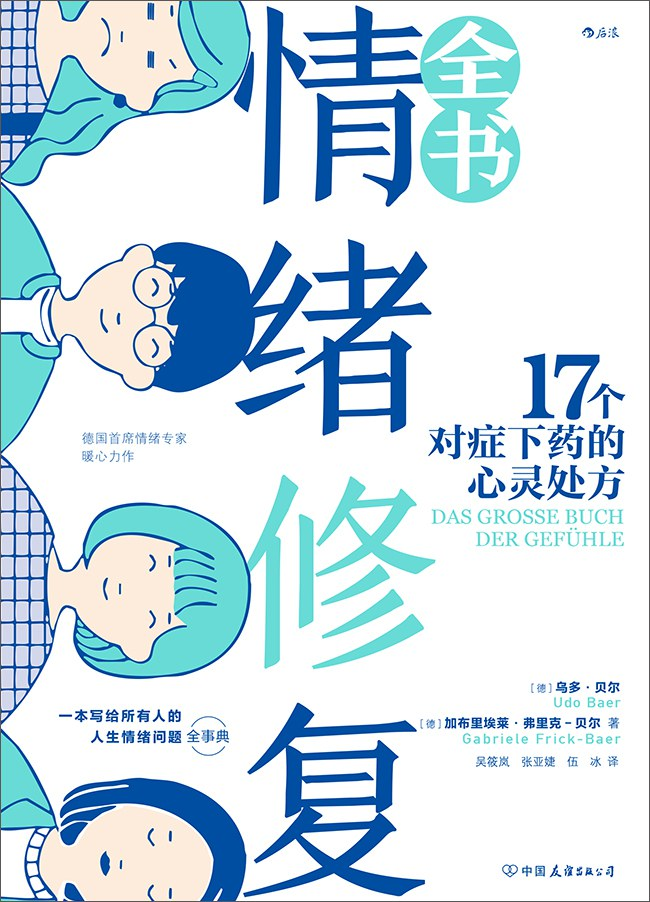 后浪
情绪修复
全书
17个
对症下药的
心灵处方
DAS GROSSE BUCH
DER GEFÜHLE
德国首席情绪专家
暖心力作
[德]乌多·贝尔
Udo Baer
[德]加布里埃莱·弗里克-贝尔 著
Gabriele Frick-Baer
吴筱岚 张亚婕 伍 冰 译
一本写给所有人的
人生情绪问题 全事典
中国友谊出版公司